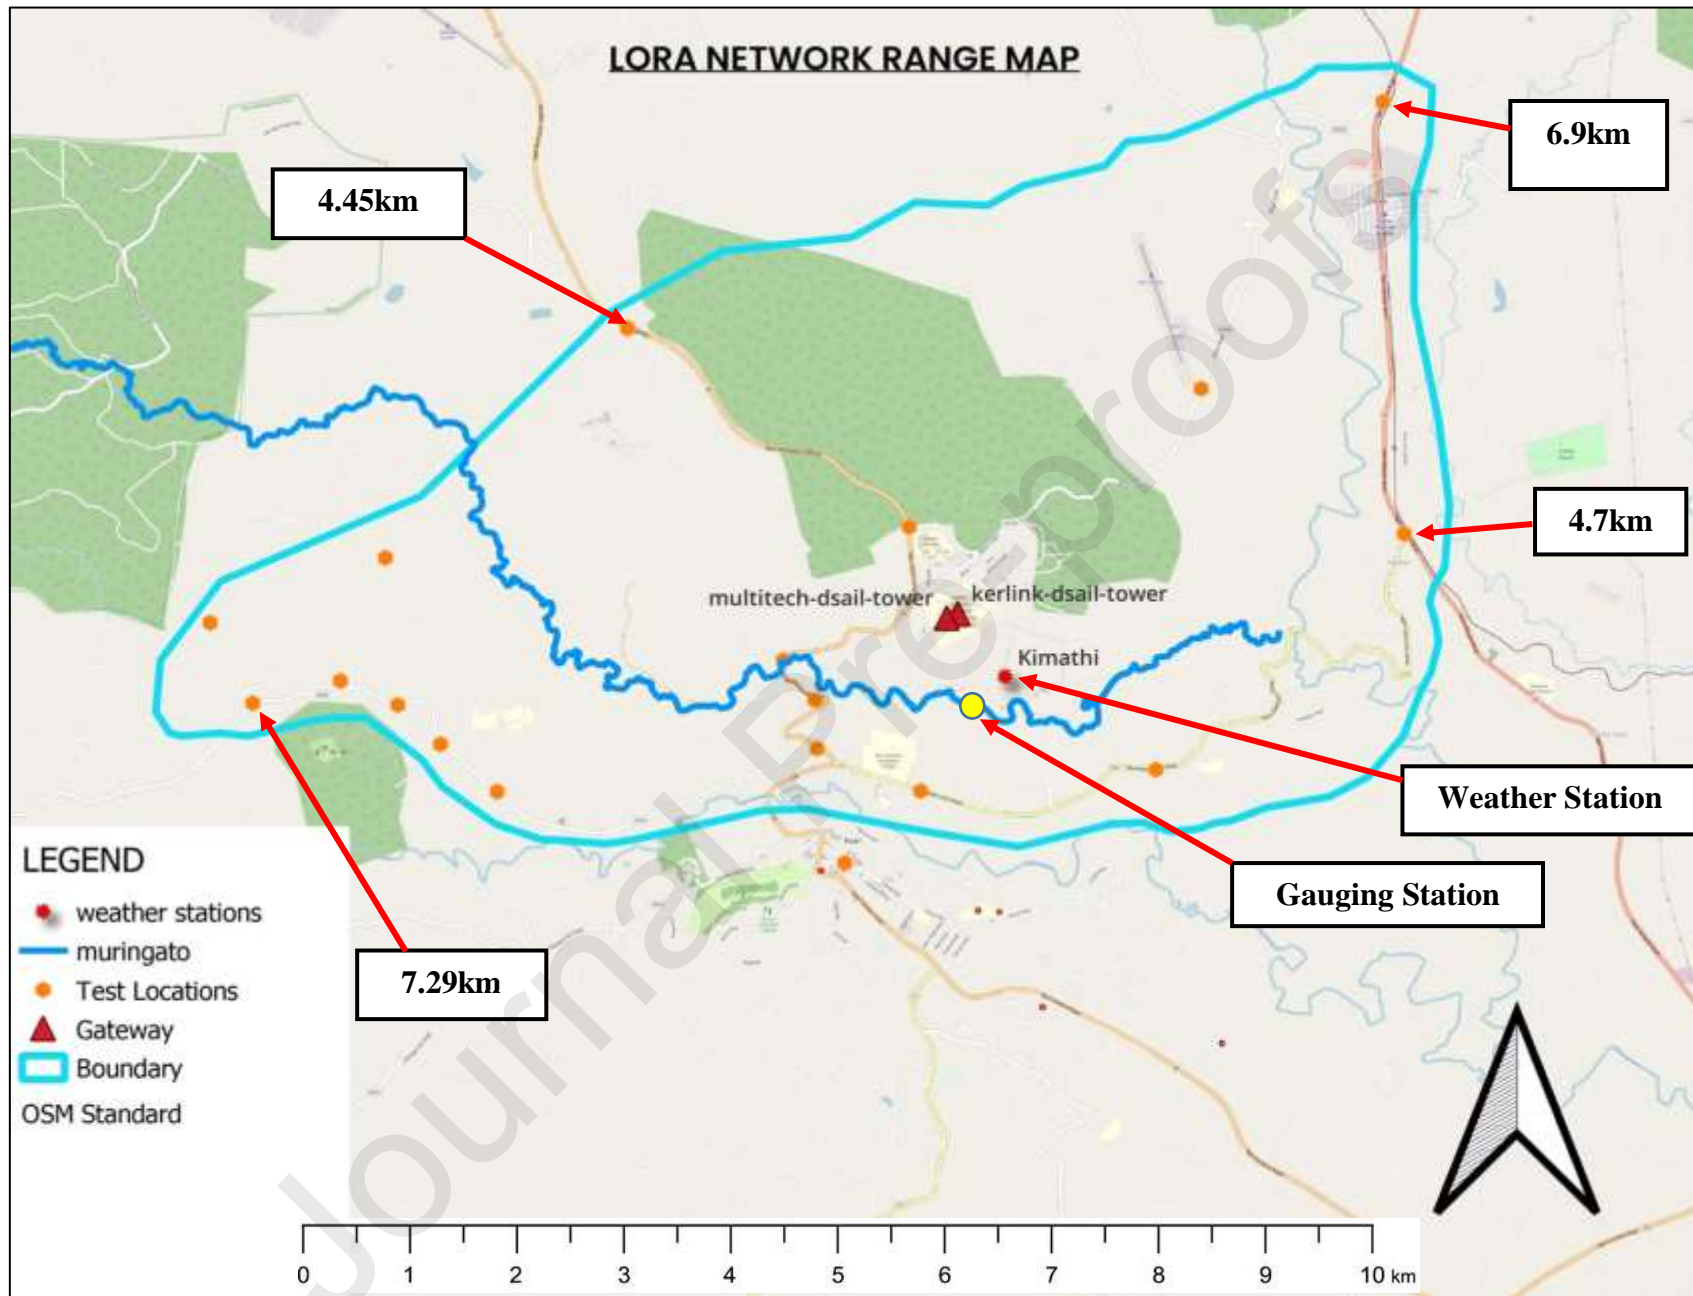 LORA NETWORK RANGE MAP
6.9km
4.45km
4.7km
multitech-dsail-tower
kerlink-dsail-tower
Kimathi
Weather Station
Gauging Station
7.29km
LEGEND
weather stations
muringato
Test Locations
Gateway
Boundary
OSM Standard
0 1 2 3 4 5 6 7 8 9 10 km
Journal Pre-proofs